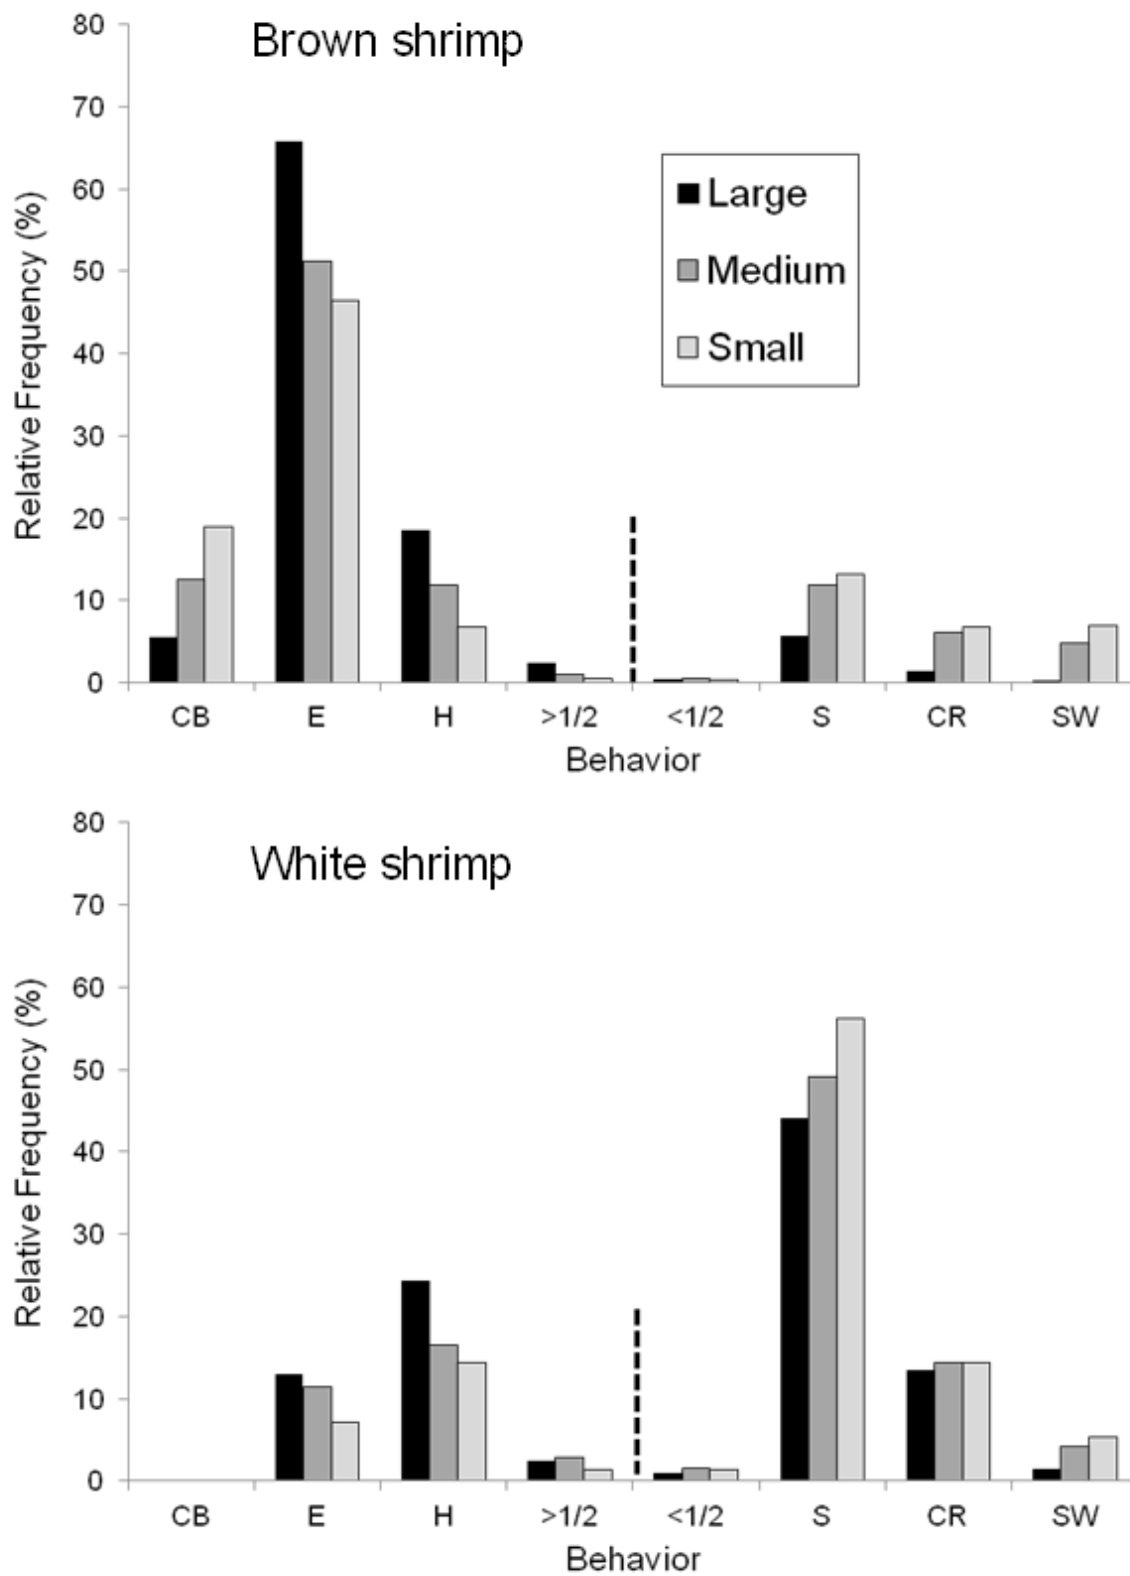 Brown shrimp
80
70
60
50
40
30
20
10
0
Relative Frequency (%)
Large
Medium
Small
CB E H >1/2 <1/2 S CR SW
Behavior
White shrimp
80
70
60
50
40
30
20
10
0
Relative Frequency (%)
CB E H >1/2 <1/2 S CR SW
Behavior